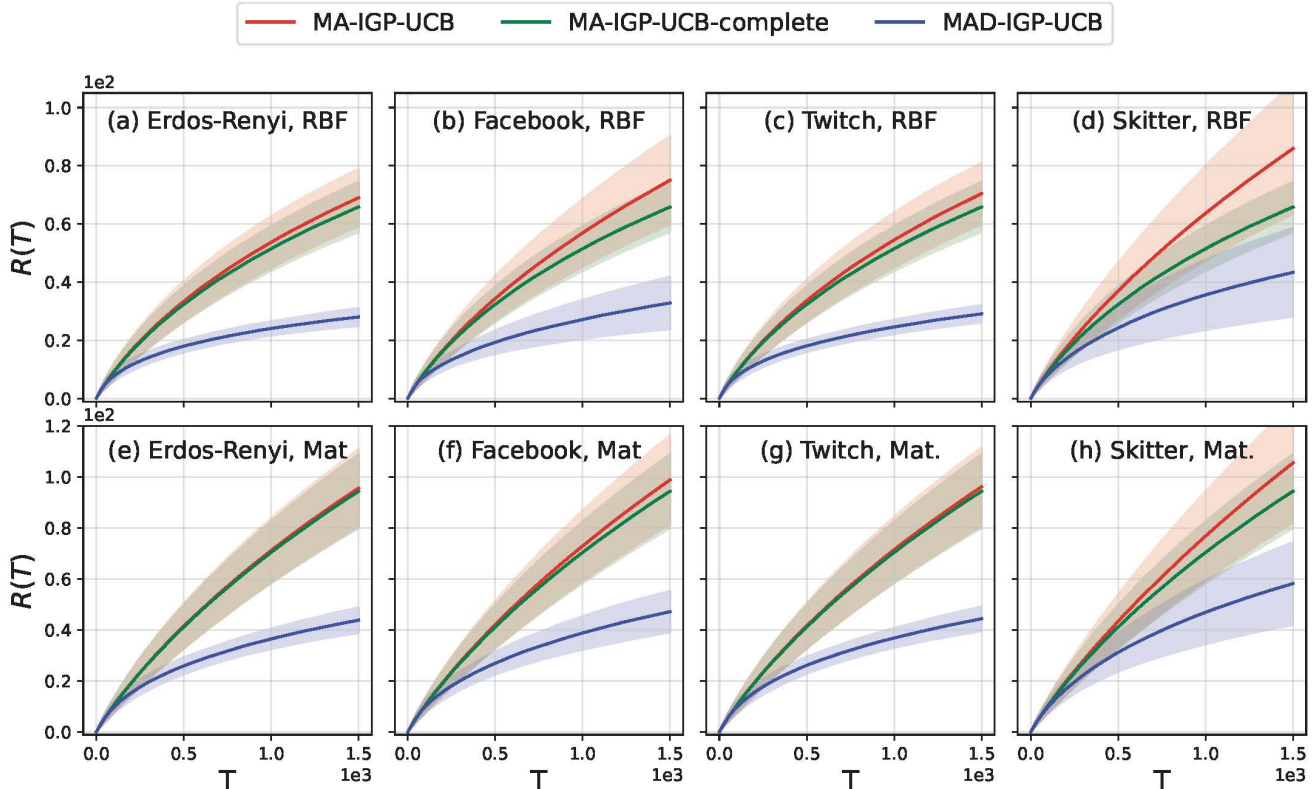 MA-IGP-UCB MA-IGP-UCB-complete MAD-IGP-UCB
1e2
(a) Erdos-Renyi, RBF (b) Facebook, RBF (c) Twitch, RBF (d) Skitter, RBF
1.0
0.8
0.6
0.4
0.2
0.0
R(T)
1e2
(e) Erdos-Renyi, Mat (f) Facebook, Mat (g) Twitch, Mat. (h) Skitter, Mat.
1.2
1.0
0.8
0.6
0.4
0.2
0.0
R(T)
0.0 0.5 1.0 1.5 0.0 0.5 1.0 1.5 0.0 0.5 1.0 1.5 0.0 0.5 1.0 1.5
1e3 1e3 1e3 1e3
T T T T